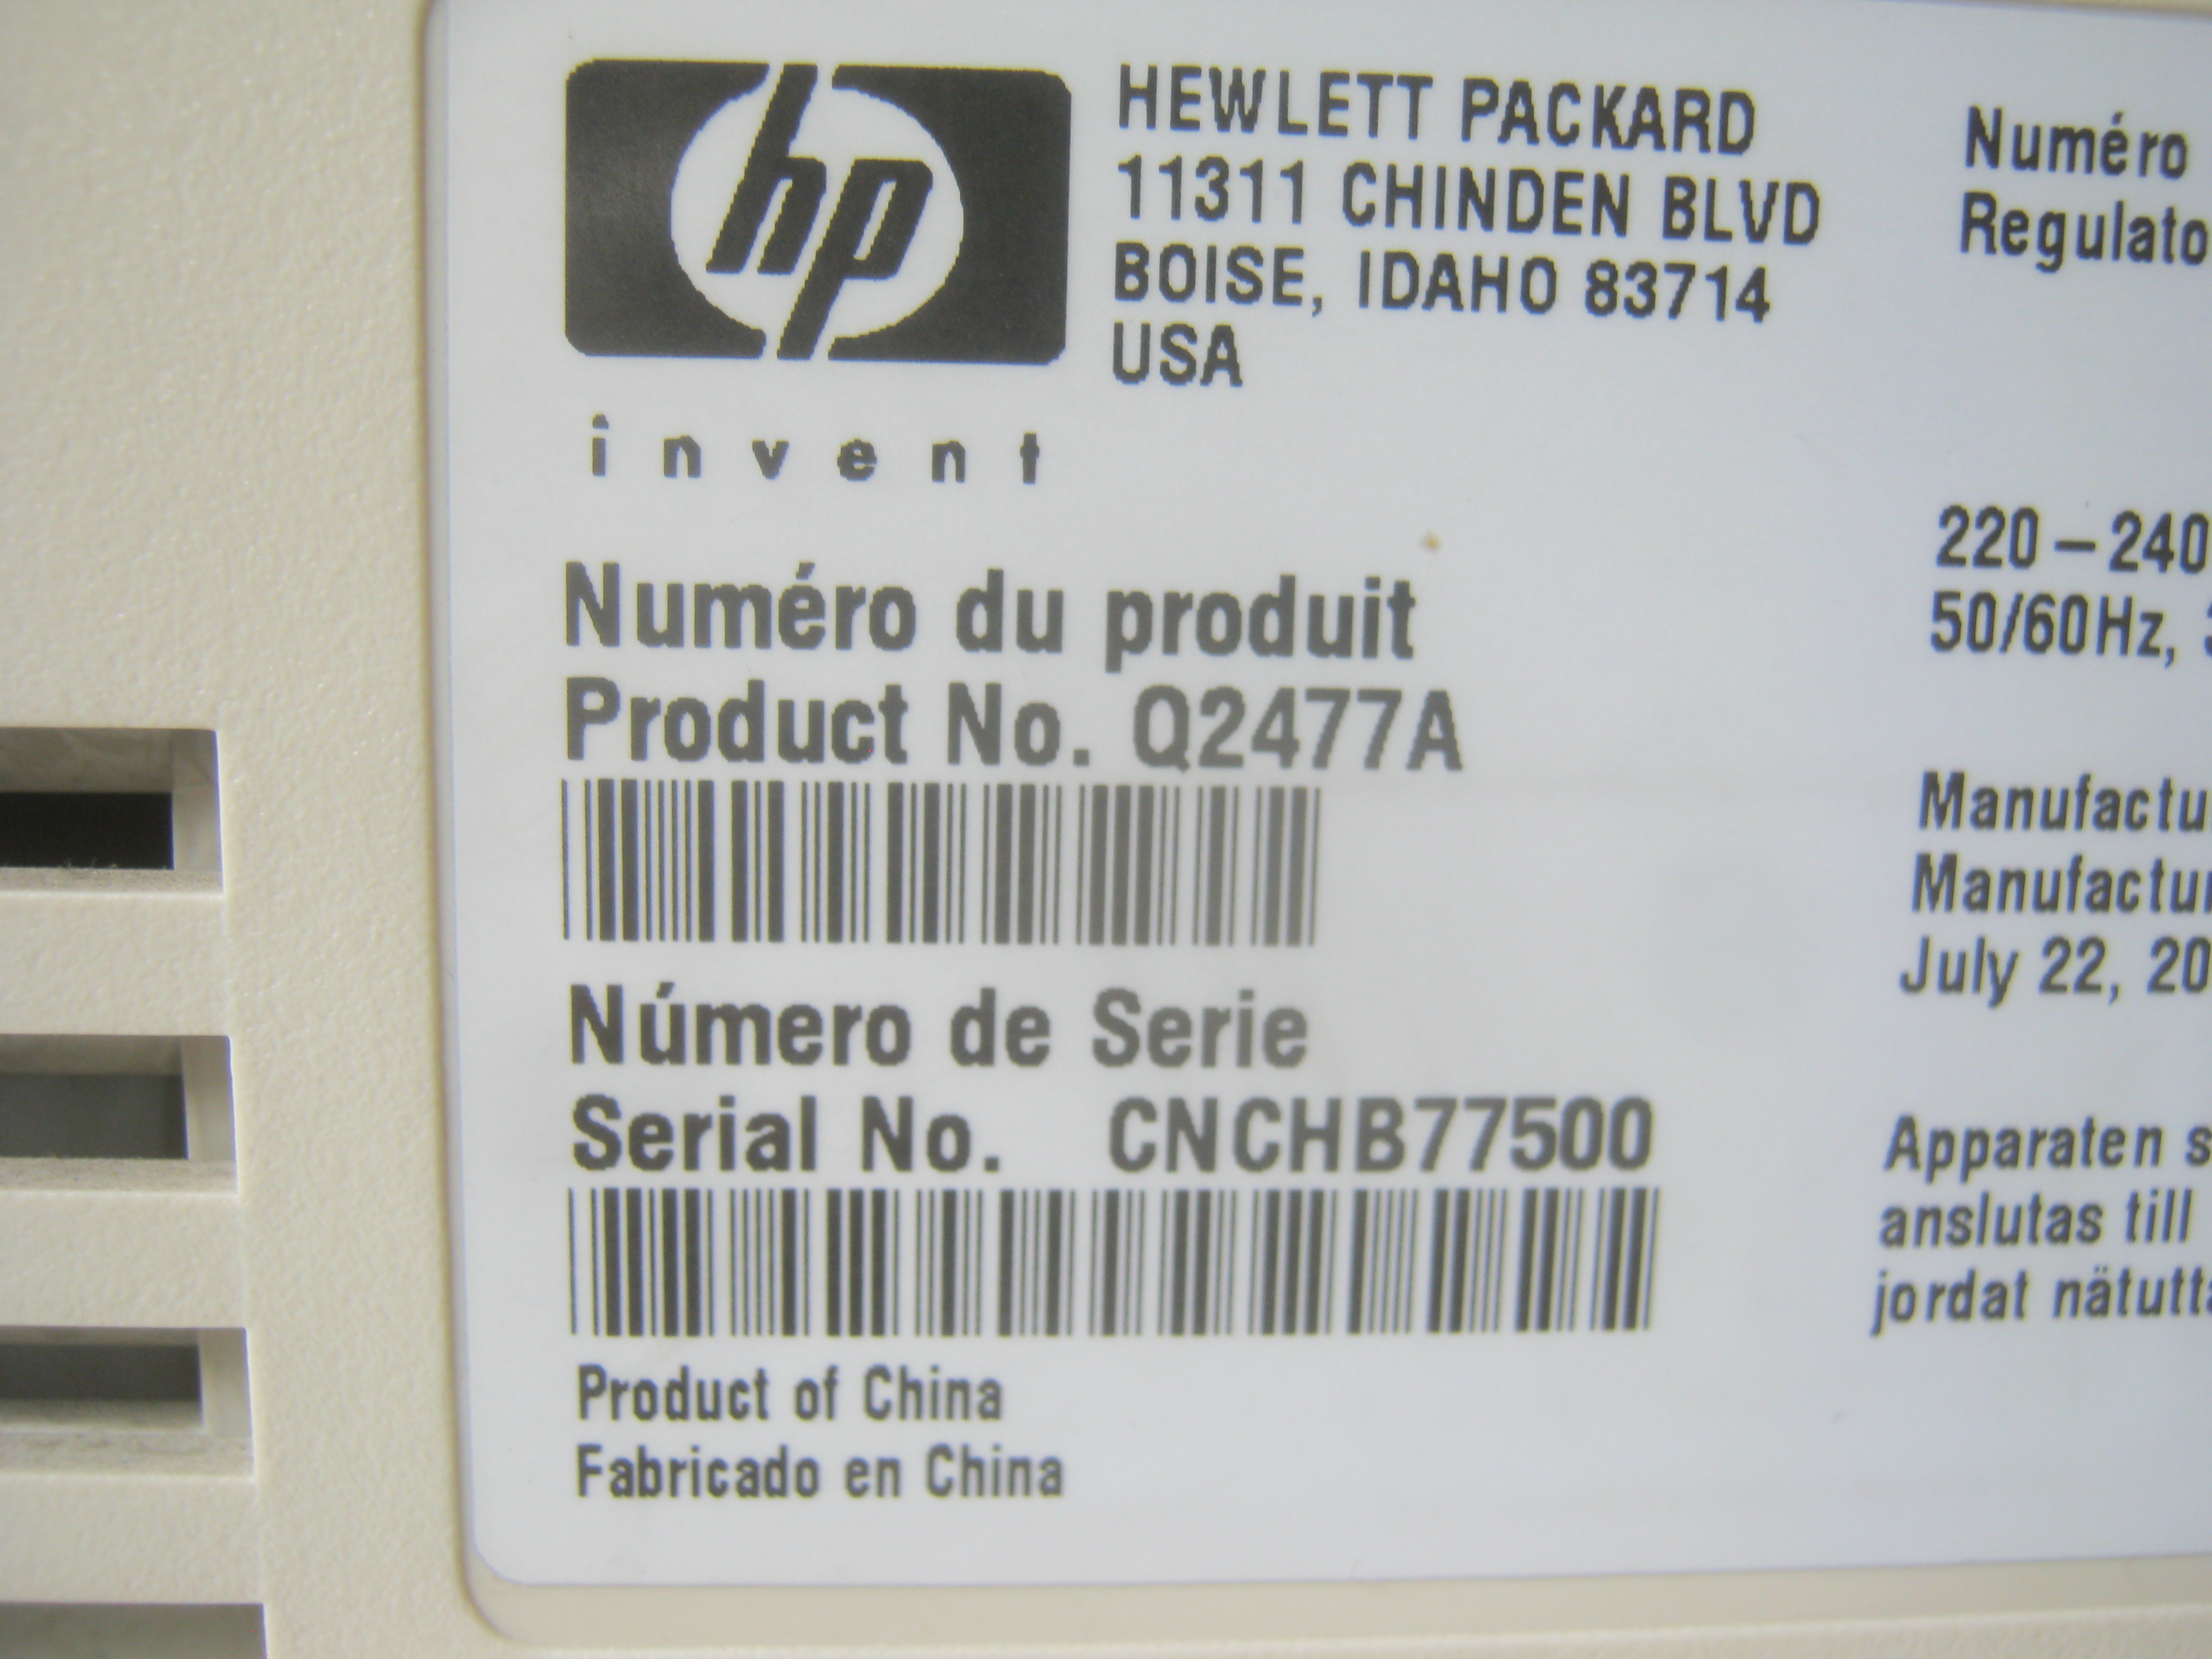 hp
invent
HEWLETT PACKARD
11311 CHINDEN BLVD
BOISE, IDAHO 83714
USA
Numéro du produit
Product No. Q2477A
Número de Serie
Serial No. CNCHB77500
Product of China
Fabricado en China
Numéro
Regulato
220 – 240
50/60Hz,
Manufactu
Manufactur
July 22, 20
Apparaten s
anslutas till
jordat nätutta